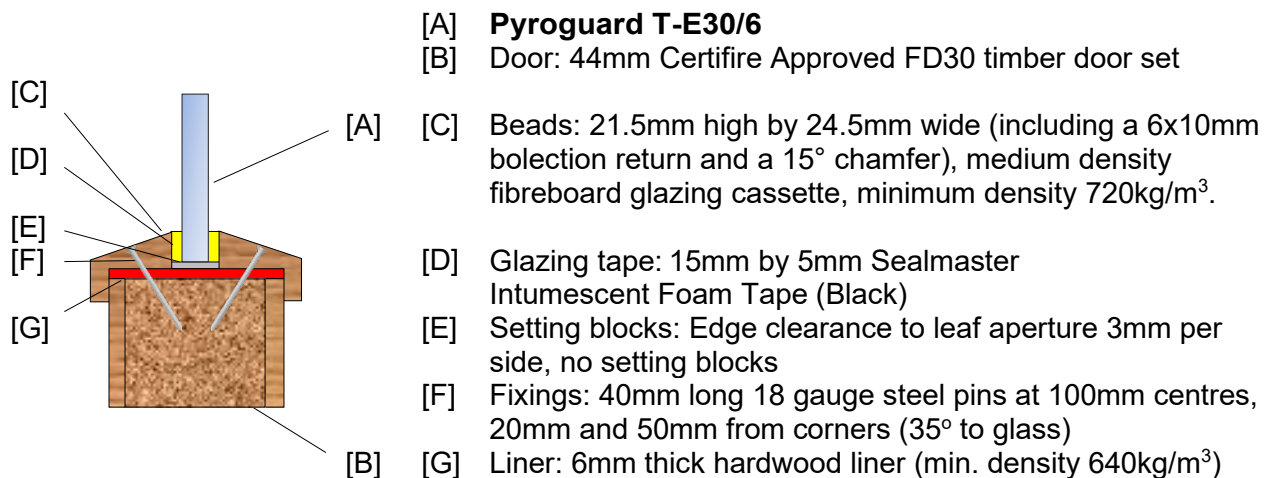 [A] Pyroguard T-E30/6
[B] Door: 44mm Certifire Approved FD30 timber door set
[C]
[A] [C] Beads: 21.5mm high by 24.5mm wide (including a 6x10mm
bolection return and a 15° chamfer), medium density
[D]
fibreboard glazing cassette, minimum density 720kg/m³.
[E]
[F]
[D] Glazing tape: 15mm by 5mm Sealmaster
Intumescent Foam Tape (Black)
[G]
[E] Setting blocks: Edge clearance to leaf aperture 3mm per
side, no setting blocks
[F] Fixings: 40mm long 18 gauge steel pins at 100mm centres,
20mm and 50mm from corners (35° to glass)
[B] [G] Liner: 6mm thick hardwood liner (min. density 640kg/m³)